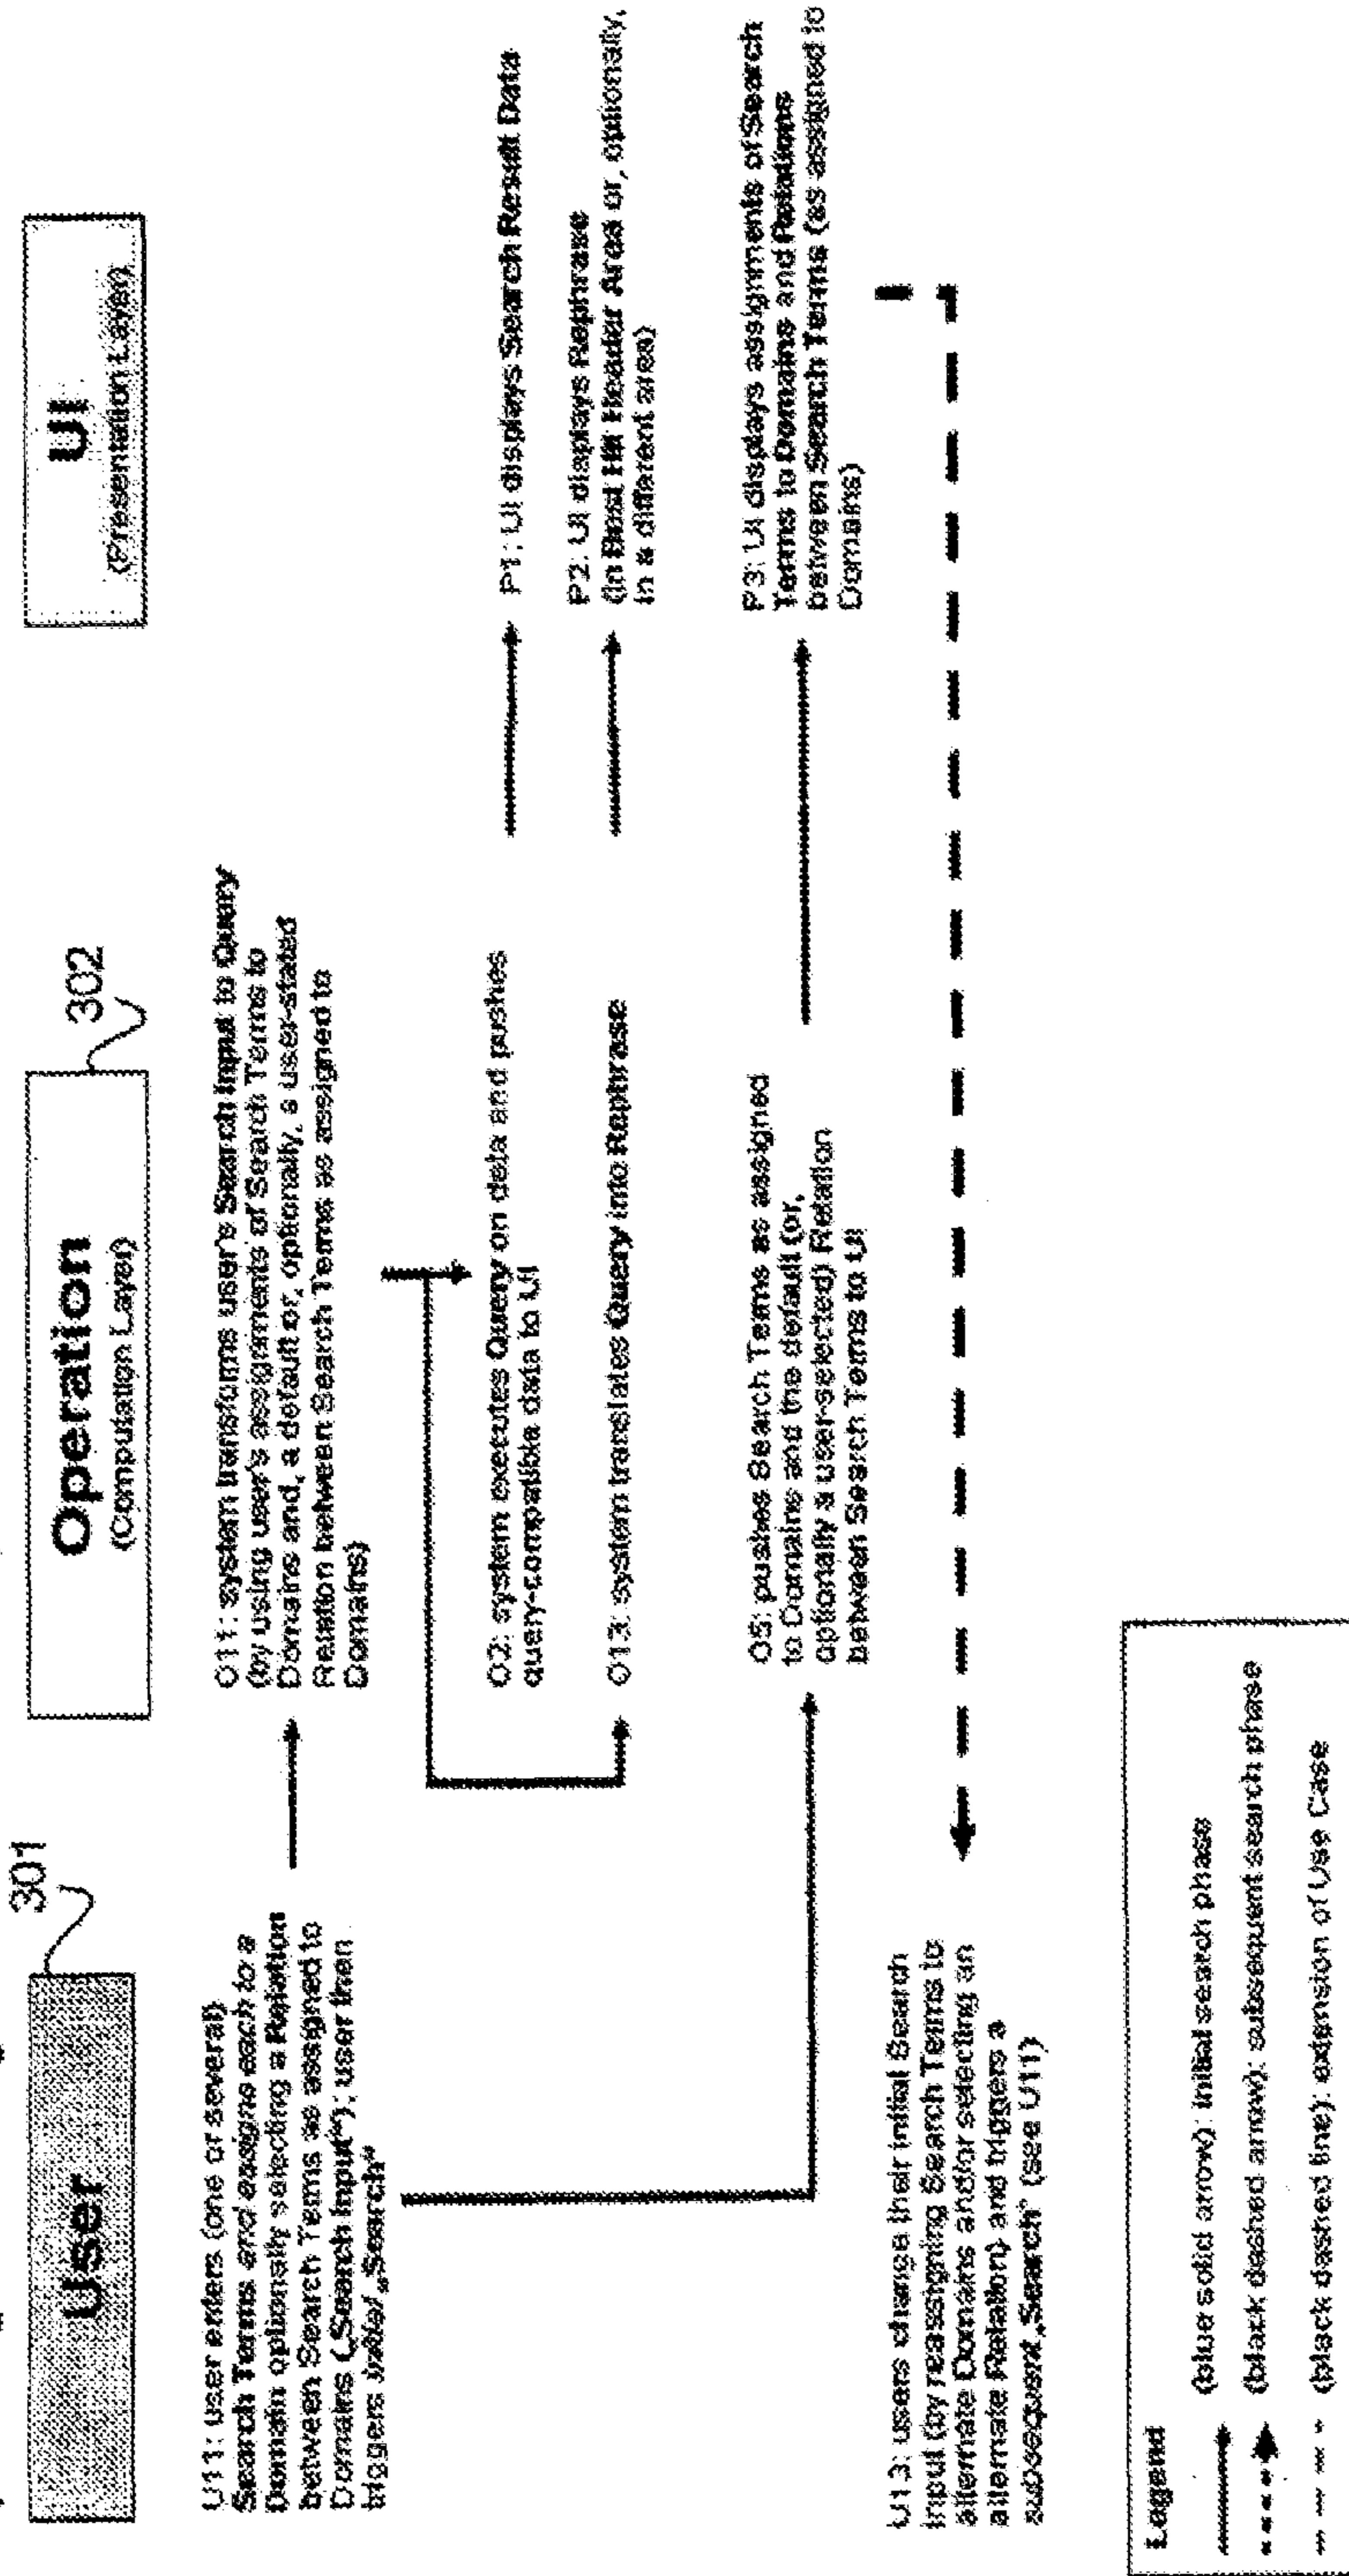 301
User
302
Operation
(Computation Layer)
UI
(Presentation Layer)
U11: user enters (one or several)
Search Terms and assigns each to a
Domain optionally selecting a Relation
between Search Terms as assigned to
Domains („Search Input“); user then
triggers initial „Search“
O11: system transforms user's Search Input to Query
(by using user's assignments of Search Terms to
Domains and, a default or, optionally, a user-stated
Relation between Search Terms as assigned to
Domains)
O2: system executes Query on data and pushes
query-compatible data to UI
P1: UI displays Search Result Data
O13: system translates Query into Rephrase
P2: UI displays Rephrase
(in Best Hit Header Area or, optionally,
in a different area)
O5: pushes Search Terms as assigned
to Domains and the default (or,
optionally a user-selected) Relation
between Search Terms to UI
P3: UI displays assignments of Search
Terms to Domains and Relations
between Search Terms (as assigned to
Domains)
U13: users change their initial Search
Input (by reassigning Search Terms to
alternate Domains and/or selecting an
alternate Relation) and triggers a
subsequent „Search“ (see U11)
Legend
(blue solid arrow): initial search phase
(black dashed arrow): subsequent search phase
(black dashed line): extension of Use Case